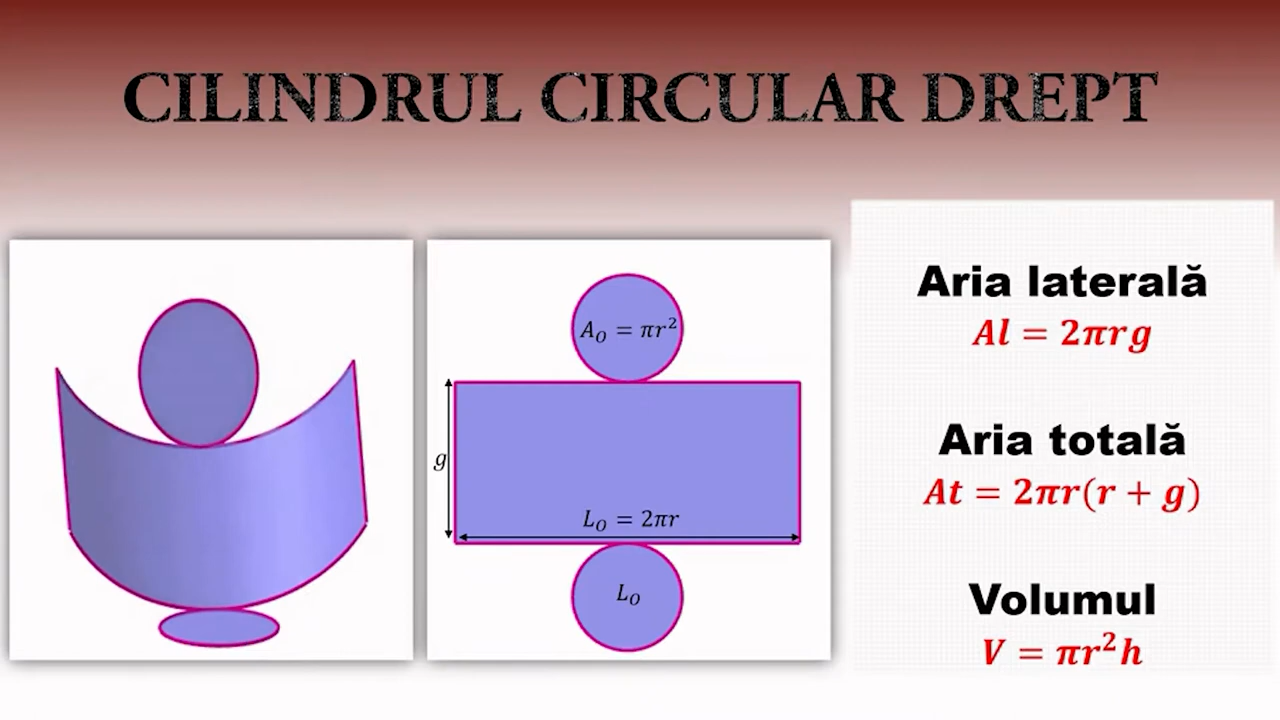 CILINDRUL CIRCULAR DREPT
A_O = πr²
g
L_O = 2πr
L_O
Aria laterală
Al = 2πrg
Aria totală
At = 2πr(r + g)
Volumul
V = πr²h